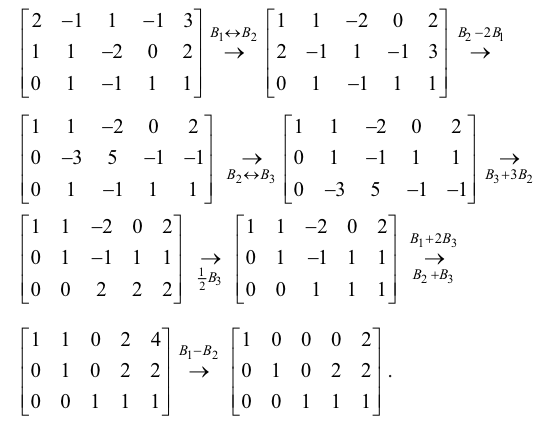 [2 −1 1 −1 3] B₁↔B₂ [1 1 −2 0 2] B₂−2B₁
[1 1 −2 0 2] → [2 −1 1 −1 3] →
[0 1 −1 1 1] [0 1 −1 1 1]
[1 1 −2 0 2] [1 1 −2 0 2]
[0 −3 5 −1 −1] → [0 1 −1 1 1] →
[0 1 −1 1 1] B₂↔B₃ [0 −3 5 −1 −1] B₃+3B₂
[1 1 −2 0 2] [1 1 −2 0 2] B₁+2B₃
[0 1 −1 1 1] → [0 1 −1 1 1] →
[0 0 2 2 2] ½B₃ [0 0 1 1 1] B₂+B₃
[1 1 0 2 4] B₁−B₂ [1 0 0 0 2]
[0 1 0 2 2] → [0 1 0 2 2] .
[0 0 1 1 1] [0 0 1 1 1]